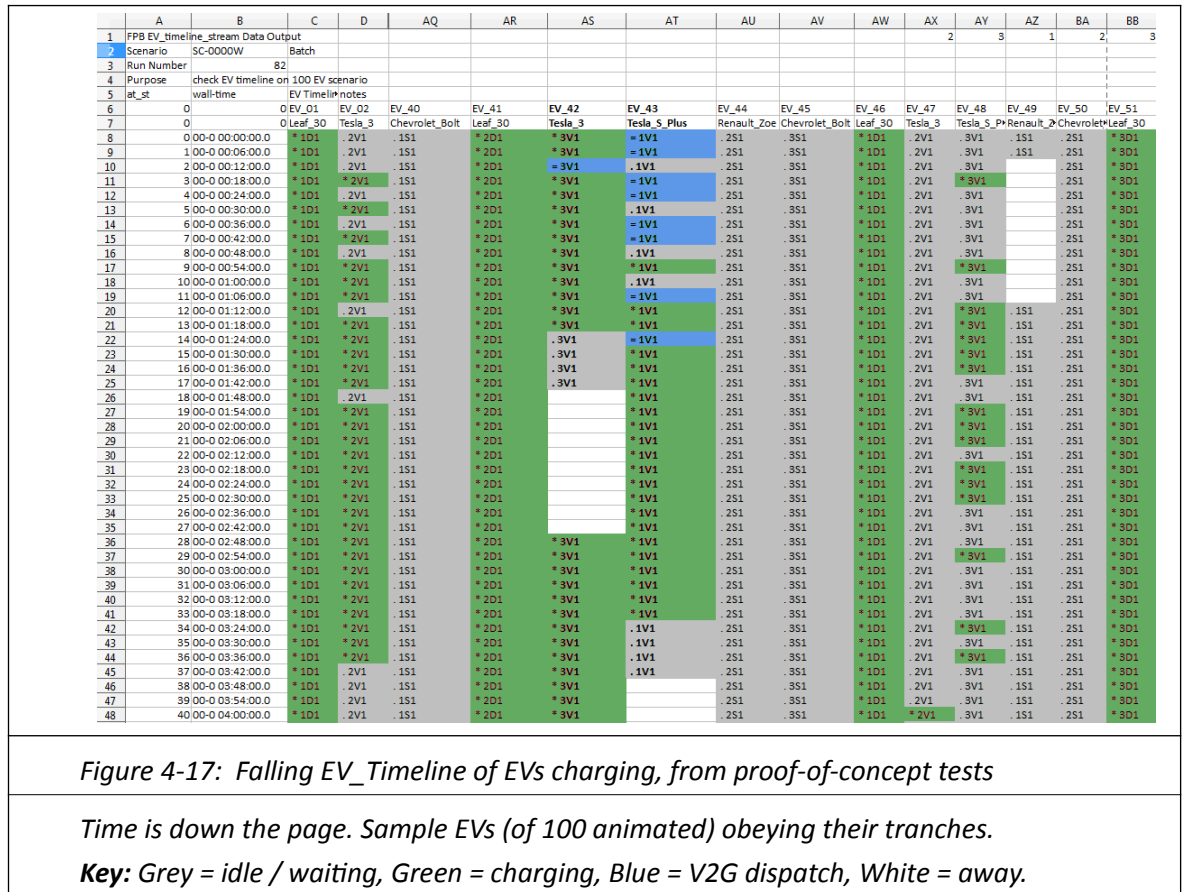 A B C D AQ AR AS AT AU AV AW AX AY AZ BA BB
1 FPB EV_timeline_stream Data Output 2 3 1 2 3
2 Scenario SC-0000W Batch
3 Run Number 82
4 Purpose check EV timeline on 100 EV scenario
5 at_st wall-time EV Timelin notes
6 0 0 EV_01 EV_02 EV_40 EV_41 EV_42 EV_43 EV_44 EV_45 EV_46 EV_47 EV_48 EV_49 EV_50 EV_51
7 0 0 Leaf_30 Tesla_3 Chevrolet_Bolt Leaf_30 Tesla_3 Tesla_S_Plus Renault_Zoe Chevrolet_Bolt Leaf_30 Tesla_3 Tesla_S_P Renault_Z Chevrolet Leaf_30
8 0 00-0 00:00:00.0 * 1D1 . 2V1 . 1S1 * 2D1 * 3V1 = 1V1 . 2S1 . 3S1 * 1D1 . 2V1 . 3V1 . 1S1 . 2S1 * 3D1
9 1 00-0 00:06:00.0 * 1D1 . 2V1 . 1S1 * 2D1 * 3V1 = 1V1 . 2S1 . 3S1 * 1D1 . 2V1 . 3V1 . 1S1 . 2S1 * 3D1
10 2 00-0 00:12:00.0 * 1D1 . 2V1 . 1S1 * 2D1 = 3V1 . 1V1 . 2S1 . 3S1 * 1D1 . 2V1 . 3V1 . 2S1 * 3D1
11 3 00-0 00:18:00.0 * 1D1 * 2V1 . 1S1 * 2D1 * 3V1 = 1V1 . 2S1 . 3S1 * 1D1 . 2V1 * 3V1 . 2S1 * 3D1
12 4 00-0 00:24:00.0 * 1D1 . 2V1 . 1S1 * 2D1 * 3V1 = 1V1 . 2S1 . 3S1 * 1D1 . 2V1 . 3V1 . 2S1 * 3D1
13 5 00-0 00:30:00.0 * 1D1 * 2V1 . 1S1 * 2D1 * 3V1 . 1V1 . 2S1 . 3S1 * 1D1 . 2V1 . 3V1 . 2S1 * 3D1
14 6 00-0 00:36:00.0 * 1D1 . 2V1 . 1S1 * 2D1 * 3V1 = 1V1 . 2S1 . 3S1 * 1D1 . 2V1 . 3V1 . 2S1 * 3D1
15 7 00-0 00:42:00.0 * 1D1 * 2V1 . 1S1 * 2D1 * 3V1 = 1V1 . 2S1 . 3S1 * 1D1 . 2V1 . 3V1 . 2S1 * 3D1
16 8 00-0 00:48:00.0 * 1D1 . 2V1 . 1S1 * 2D1 * 3V1 . 1V1 . 2S1 . 3S1 * 1D1 . 2V1 . 3V1 . 2S1 * 3D1
17 9 00-0 00:54:00.0 * 1D1 * 2V1 . 1S1 * 2D1 * 3V1 * 1V1 . 2S1 . 3S1 * 1D1 . 2V1 * 3V1 . 2S1 * 3D1
18 10 00-0 01:00:00.0 * 1D1 * 2V1 . 1S1 * 2D1 * 3V1 . 1V1 . 2S1 . 3S1 * 1D1 . 2V1 . 3V1 . 2S1 * 3D1
19 11 00-0 01:06:00.0 * 1D1 * 2V1 . 1S1 * 2D1 * 3V1 = 1V1 . 2S1 . 3S1 * 1D1 . 2V1 . 3V1 . 2S1 * 3D1
20 12 00-0 01:12:00.0 * 1D1 . 2V1 . 1S1 * 2D1 * 3V1 * 1V1 . 2S1 . 3S1 * 1D1 . 2V1 * 3V1 . 1S1 . 2S1 * 3D1
21 13 00-0 01:18:00.0 * 1D1 * 2V1 . 1S1 * 2D1 * 3V1 * 1V1 . 2S1 . 3S1 * 1D1 . 2V1 * 3V1 . 1S1 . 2S1 * 3D1
22 14 00-0 01:24:00.0 * 1D1 * 2V1 . 1S1 * 2D1 . 3V1 = 1V1 . 2S1 . 3S1 * 1D1 . 2V1 * 3V1 . 1S1 . 2S1 * 3D1
23 15 00-0 01:30:00.0 * 1D1 * 2V1 . 1S1 * 2D1 . 3V1 * 1V1 . 2S1 . 3S1 * 1D1 . 2V1 * 3V1 . 1S1 . 2S1 * 3D1
24 16 00-0 01:36:00.0 * 1D1 * 2V1 . 1S1 * 2D1 . 3V1 * 1V1 . 2S1 . 3S1 * 1D1 . 2V1 * 3V1 . 1S1 . 2S1 * 3D1
25 17 00-0 01:42:00.0 * 1D1 * 2V1 . 1S1 * 2D1 . 3V1 * 1V1 . 2S1 . 3S1 * 1D1 . 2V1 . 3V1 . 1S1 . 2S1 * 3D1
26 18 00-0 01:48:00.0 * 1D1 . 2V1 . 1S1 * 2D1 * 1V1 . 2S1 . 3S1 * 1D1 . 2V1 . 3V1 . 1S1 . 2S1 * 3D1
27 19 00-0 01:54:00.0 * 1D1 * 2V1 . 1S1 * 2D1 * 1V1 . 2S1 . 3S1 * 1D1 . 2V1 * 3V1 . 1S1 . 2S1 * 3D1
28 20 00-0 02:00:00.0 * 1D1 * 2V1 . 1S1 * 2D1 * 1V1 . 2S1 . 3S1 * 1D1 . 2V1 * 3V1 . 1S1 . 2S1 * 3D1
29 21 00-0 02:06:00.0 * 1D1 * 2V1 . 1S1 * 2D1 * 1V1 . 2S1 . 3S1 * 1D1 . 2V1 * 3V1 . 1S1 . 2S1 * 3D1
30 22 00-0 02:12:00.0 * 1D1 * 2V1 . 1S1 * 2D1 * 1V1 . 2S1 . 3S1 * 1D1 . 2V1 . 3V1 . 1S1 . 2S1 * 3D1
31 23 00-0 02:18:00.0 * 1D1 * 2V1 . 1S1 * 2D1 * 1V1 . 2S1 . 3S1 * 1D1 . 2V1 * 3V1 . 1S1 . 2S1 * 3D1
32 24 00-0 02:24:00.0 * 1D1 * 2V1 . 1S1 * 2D1 * 1V1 . 2S1 . 3S1 * 1D1 . 2V1 * 3V1 . 1S1 . 2S1 * 3D1
33 25 00-0 02:30:00.0 * 1D1 * 2V1 . 1S1 * 2D1 * 1V1 . 2S1 . 3S1 * 1D1 . 2V1 * 3V1 . 1S1 . 2S1 * 3D1
34 26 00-0 02:36:00.0 * 1D1 * 2V1 . 1S1 * 2D1 * 1V1 . 2S1 . 3S1 * 1D1 . 2V1 . 3V1 . 1S1 . 2S1 * 3D1
35 27 00-0 02:42:00.0 * 1D1 * 2V1 . 1S1 * 2D1 * 1V1 . 2S1 . 3S1 * 1D1 . 2V1 . 3V1 . 1S1 . 2S1 * 3D1
36 28 00-0 02:48:00.0 * 1D1 * 2V1 . 1S1 * 2D1 * 3V1 * 1V1 . 2S1 . 3S1 * 1D1 . 2V1 . 3V1 . 1S1 . 2S1 * 3D1
37 29 00-0 02:54:00.0 * 1D1 * 2V1 . 1S1 * 2D1 * 3V1 * 1V1 . 2S1 . 3S1 * 1D1 . 2V1 * 3V1 . 1S1 . 2S1 * 3D1
38 30 00-0 03:00:00.0 * 1D1 * 2V1 . 1S1 * 2D1 * 3V1 * 1V1 . 2S1 . 3S1 * 1D1 . 2V1 . 3V1 . 1S1 . 2S1 * 3D1
39 31 00-0 03:06:00.0 * 1D1 * 2V1 . 1S1 * 2D1 * 3V1 * 1V1 . 2S1 . 3S1 * 1D1 . 2V1 . 3V1 . 1S1 . 2S1 * 3D1
40 32 00-0 03:12:00.0 * 1D1 * 2V1 . 1S1 * 2D1 * 3V1 * 1V1 . 2S1 . 3S1 * 1D1 . 2V1 . 3V1 . 1S1 . 2S1 * 3D1
41 33 00-0 03:18:00.0 * 1D1 * 2V1 . 1S1 * 2D1 * 3V1 * 1V1 . 2S1 . 3S1 * 1D1 . 2V1 . 3V1 . 1S1 . 2S1 * 3D1
42 34 00-0 03:24:00.0 * 1D1 * 2V1 . 1S1 * 2D1 * 3V1 . 1V1 . 2S1 . 3S1 * 1D1 . 2V1 * 3V1 . 1S1 . 2S1 * 3D1
43 35 00-0 03:30:00.0 * 1D1 * 2V1 . 1S1 * 2D1 * 3V1 . 1V1 . 2S1 . 3S1 * 1D1 . 2V1 . 3V1 . 1S1 . 2S1 * 3D1
44 36 00-0 03:36:00.0 * 1D1 * 2V1 . 1S1 * 2D1 * 3V1 . 1V1 . 2S1 . 3S1 * 1D1 . 2V1 * 3V1 . 1S1 . 2S1 * 3D1
45 37 00-0 03:42:00.0 * 1D1 . 2V1 . 1S1 * 2D1 * 3V1 . 1V1 . 2S1 . 3S1 * 1D1 . 2V1 . 3V1 . 1S1 . 2S1 * 3D1
46 38 00-0 03:48:00.0 * 1D1 . 2V1 . 1S1 * 2D1 * 3V1 . 2S1 . 3S1 * 1D1 . 2V1 . 3V1 . 1S1 . 2S1 * 3D1
47 39 00-0 03:54:00.0 * 1D1 . 2V1 . 1S1 * 2D1 * 3V1 . 2S1 . 3S1 * 1D1 . 2V1 . 3V1 . 1S1 . 2S1 * 3D1
48 40 00-0 04:00:00.0 * 1D1 . 2V1 . 1S1 * 2D1 * 3V1 . 2S1 . 3S1 * 1D1 * 2V1 . 3V1 . 1S1 . 2S1 * 3D1
Figure 4-17: Falling EV_Timeline of EVs charging, from proof-of-concept tests
Time is down the page. Sample EVs (of 100 animated) obeying their tranches.
Key: Grey = idle / waiting, Green = charging, Blue = V2G dispatch, White = away.